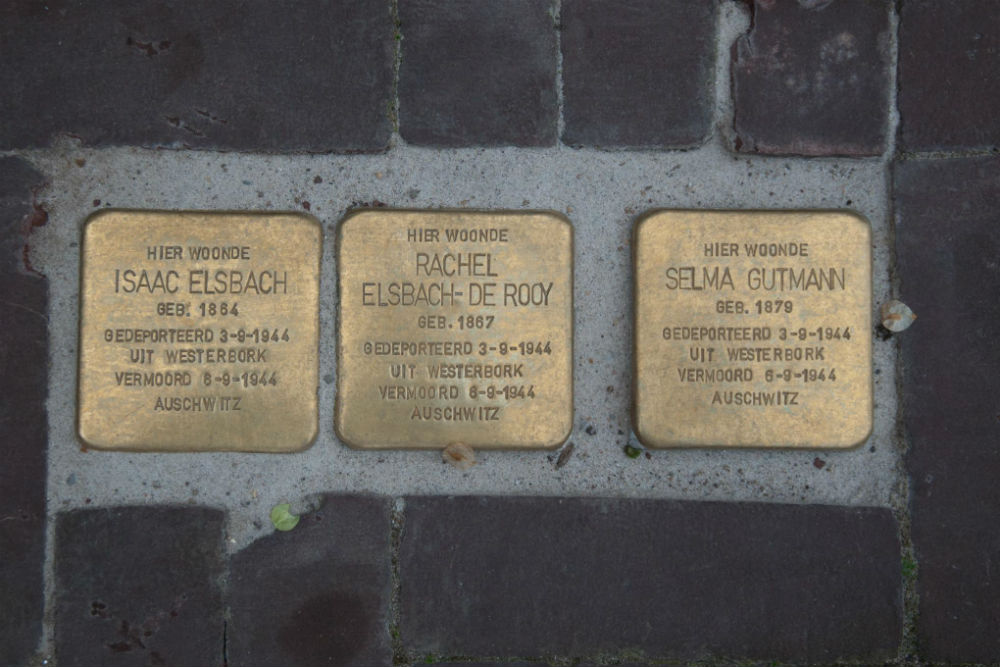 HIER WOONDE
ISAAC ELSBACH
GEB. 1864
GEDEPORTEERD 3-9-1944
UIT WESTERBORK
VERMOORD 6-9-1944
AUSCHWITZ
HIER WOONDE
RACHEL
ELSBACH-DE ROOY
GEB. 1867
GEDEPORTEERD 3-9-1944
UIT WESTERBORK
VERMOORD 6-9-1944
AUSCHWITZ
HIER WOONDE
SELMA GUTMANN
GEB. 1879
GEDEPORTEERD 3-9-1944
UIT WESTERBORK
VERMOORD 6-9-1944
AUSCHWITZ